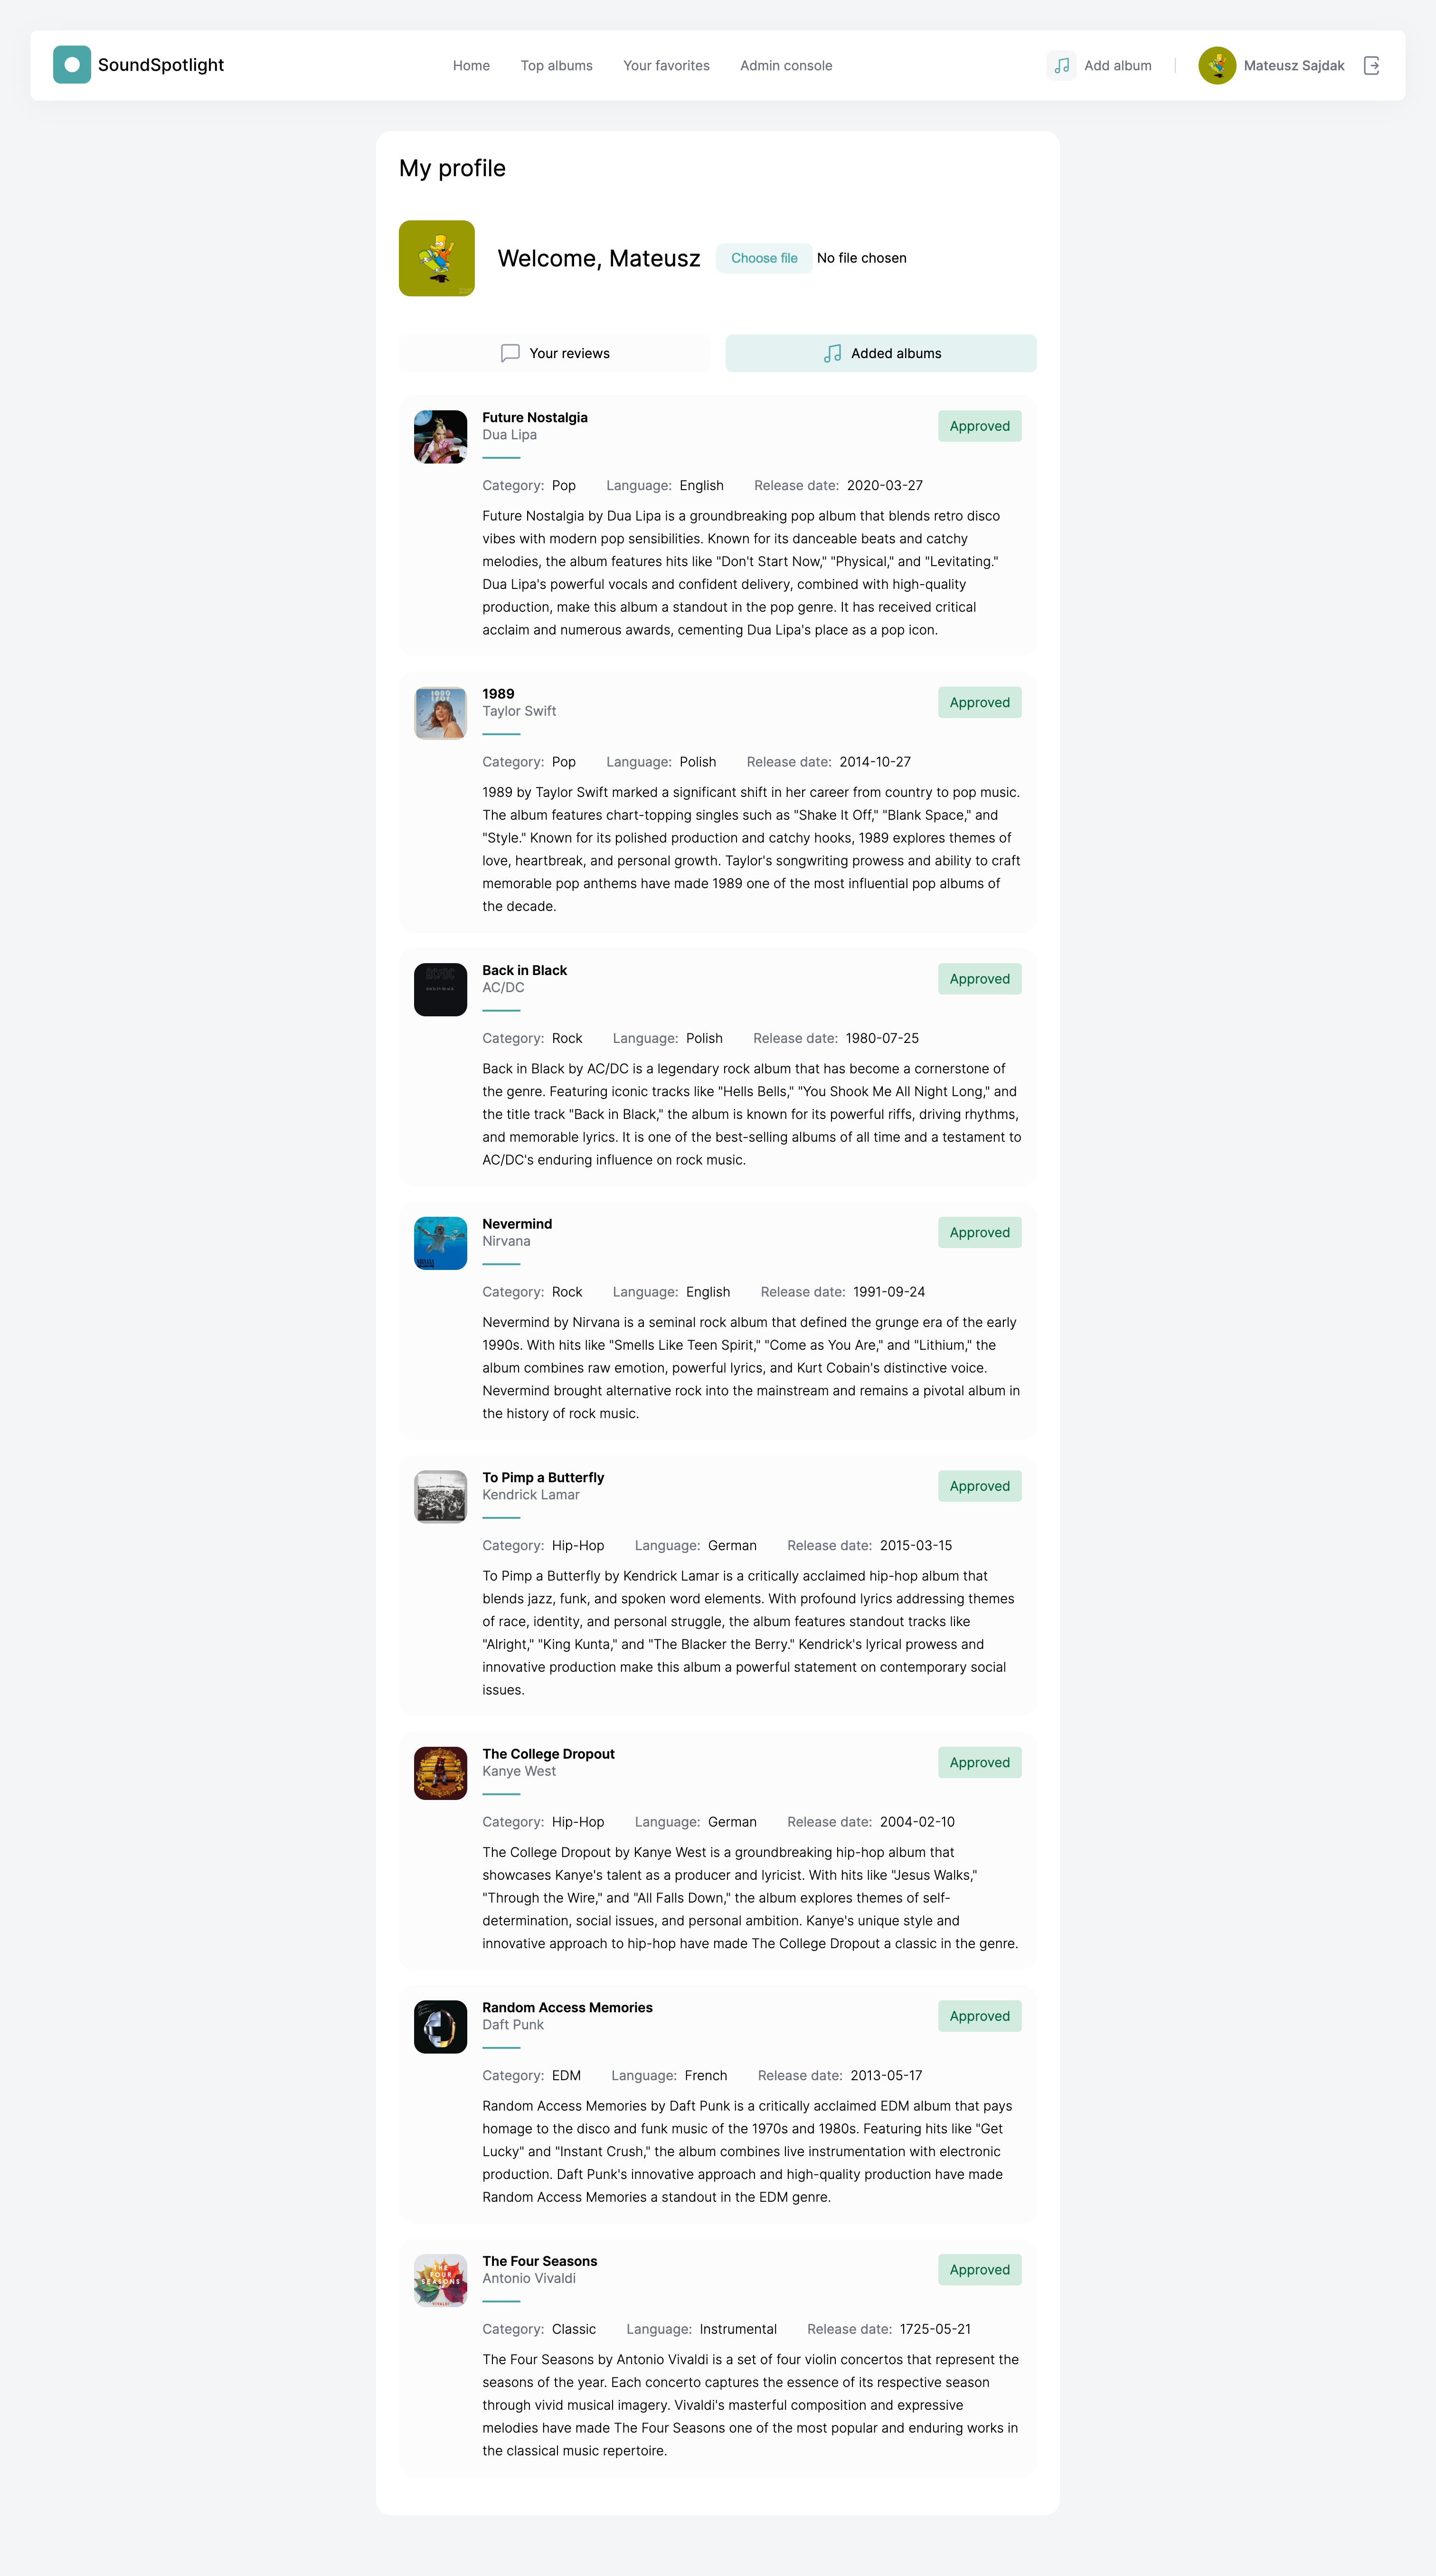 SoundSpotlight
Home
Top albums
Your favorites
Admin console
Add album
Mateusz Sajdak
My profile
Welcome, Mateusz
Choose file
No file chosen
Your reviews
Added albums
Future Nostalgia
Approved
Dua Lipa
Category: Pop Language: English Release date: 2020-03-27
Future Nostalgia by Dua Lipa is a groundbreaking pop album that blends retro disco
vibes with modern pop sensibilities. Known for its danceable beats and catchy
melodies, the album features hits like "Don't Start Now," "Physical," and "Levitating."
Dua Lipa's powerful vocals and confident delivery, combined with high-quality
production, make this album a standout in the pop genre. It has received critical
acclaim and numerous awards, cementing Dua Lipa's place as a pop icon.
1989
Approved
Taylor Swift
Category: Pop Language: Polish Release date: 2014-10-27
1989 by Taylor Swift marked a significant shift in her career from country to pop music.
The album features chart-topping singles such as "Shake It Off," "Blank Space," and
"Style." Known for its polished production and catchy hooks, 1989 explores themes of
love, heartbreak, and personal growth. Taylor's songwriting prowess and ability to craft
memorable pop anthems have made 1989 one of the most influential pop albums of
the decade.
Back in Black
Approved
AC/DC
Category: Rock Language: Polish Release date: 1980-07-25
Back in Black by AC/DC is a legendary rock album that has become a cornerstone of
the genre. Featuring iconic tracks like "Hells Bells," "You Shook Me All Night Long," and
the title track "Back in Black," the album is known for its powerful riffs, driving rhythms,
and memorable lyrics. It is one of the best-selling albums of all time and a testament to
AC/DC's enduring influence on rock music.
Nevermind
Approved
Nirvana
Category: Rock Language: English Release date: 1991-09-24
Nevermind by Nirvana is a seminal rock album that defined the grunge era of the early
1990s. With hits like "Smells Like Teen Spirit," "Come as You Are," and "Lithium," the
album combines raw emotion, powerful lyrics, and Kurt Cobain's distinctive voice.
Nevermind brought alternative rock into the mainstream and remains a pivotal album in
the history of rock music.
To Pimp a Butterfly
Approved
Kendrick Lamar
Category: Hip-Hop Language: German Release date: 2015-03-15
To Pimp a Butterfly by Kendrick Lamar is a critically acclaimed hip-hop album that
blends jazz, funk, and spoken word elements. With profound lyrics addressing themes
of race, identity, and personal struggle, the album features standout tracks like
"Alright," "King Kunta," and "The Blacker the Berry." Kendrick's lyrical prowess and
innovative production make this album a powerful statement on contemporary social
issues.
The College Dropout
Approved
Kanye West
Category: Hip-Hop Language: German Release date: 2004-02-10
The College Dropout by Kanye West is a groundbreaking hip-hop album that
showcases Kanye's talent as a producer and lyricist. With hits like "Jesus Walks,"
"Through the Wire," and "All Falls Down," the album explores themes of self-
determination, social issues, and personal ambition. Kanye's unique style and
innovative approach to hip-hop have made The College Dropout a classic in the genre.
Random Access Memories
Approved
Daft Punk
Category: EDM Language: French Release date: 2013-05-17
Random Access Memories by Daft Punk is a critically acclaimed EDM album that pays
homage to the disco and funk music of the 1970s and 1980s. Featuring hits like "Get
Lucky" and "Instant Crush," the album combines live instrumentation with electronic
production. Daft Punk's innovative approach and high-quality production have made
Random Access Memories a standout in the EDM genre.
The Four Seasons
Approved
Antonio Vivaldi
THE
FOUR
SEASONS
VIVALDI
Category: Classic Language: Instrumental Release date: 1725-05-21
The Four Seasons by Antonio Vivaldi is a set of four violin concertos that represent the
seasons of the year. Each concerto captures the essence of its respective season
through vivid musical imagery. Vivaldi's masterful composition and expressive
melodies have made The Four Seasons one of the most popular and enduring works in
the classical music repertoire.